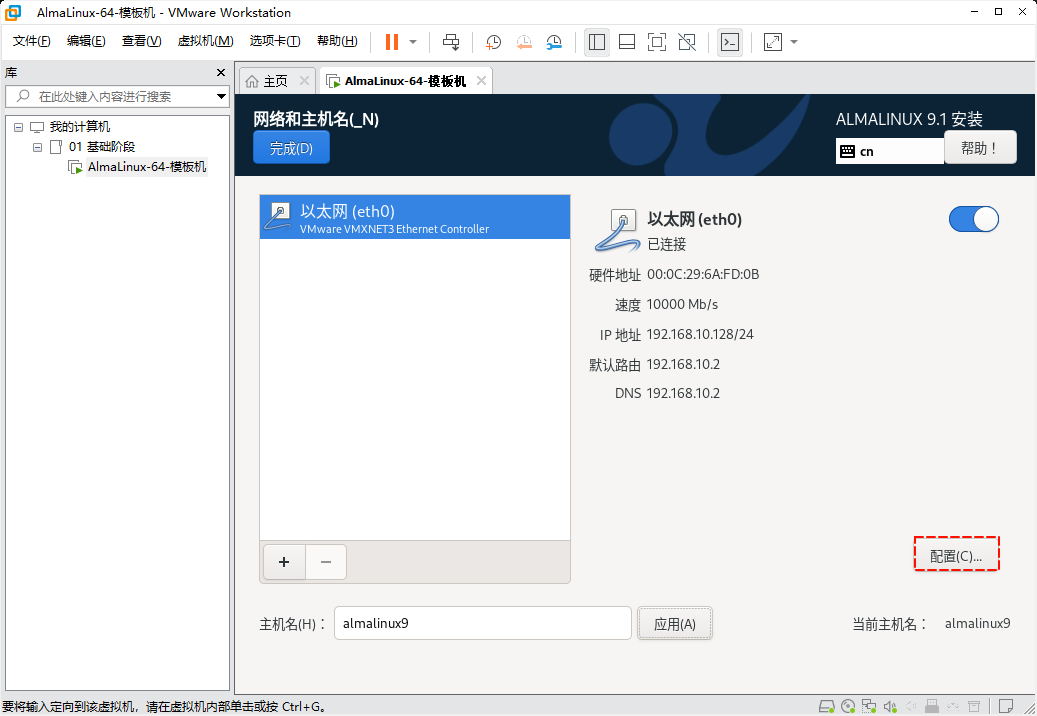 AlmaLinux-64-模板机 - VMware Workstation
文件(F) 编辑(E) 查看(V) 虚拟机(M) 选项卡(T) 帮助(H)
库
在此处键入内容进行搜索
我的计算机
01 基础阶段
AlmaLinux-64-模板机
主页
AlmaLinux-64-模板机
网络和主机名(_N)
完成(D)
ALMALINUX 9.1 安装
cn
帮助！
以太网 (eth0)
VMware VMXNET3 Ethernet Controller
以太网 (eth0)
已连接
硬件地址 00:0C:29:6A:FD:0B
速度 10000 Mb/s
IP 地址 192.168.10.128/24
默认路由 192.168.10.2
DNS 192.168.10.2
+ −
配置(C)...
主机名(H)： almalinux9 应用(A) 当前主机名： almalinux9
要将输入定向到该虚拟机，请在虚拟机内部单击或按 Ctrl+G。